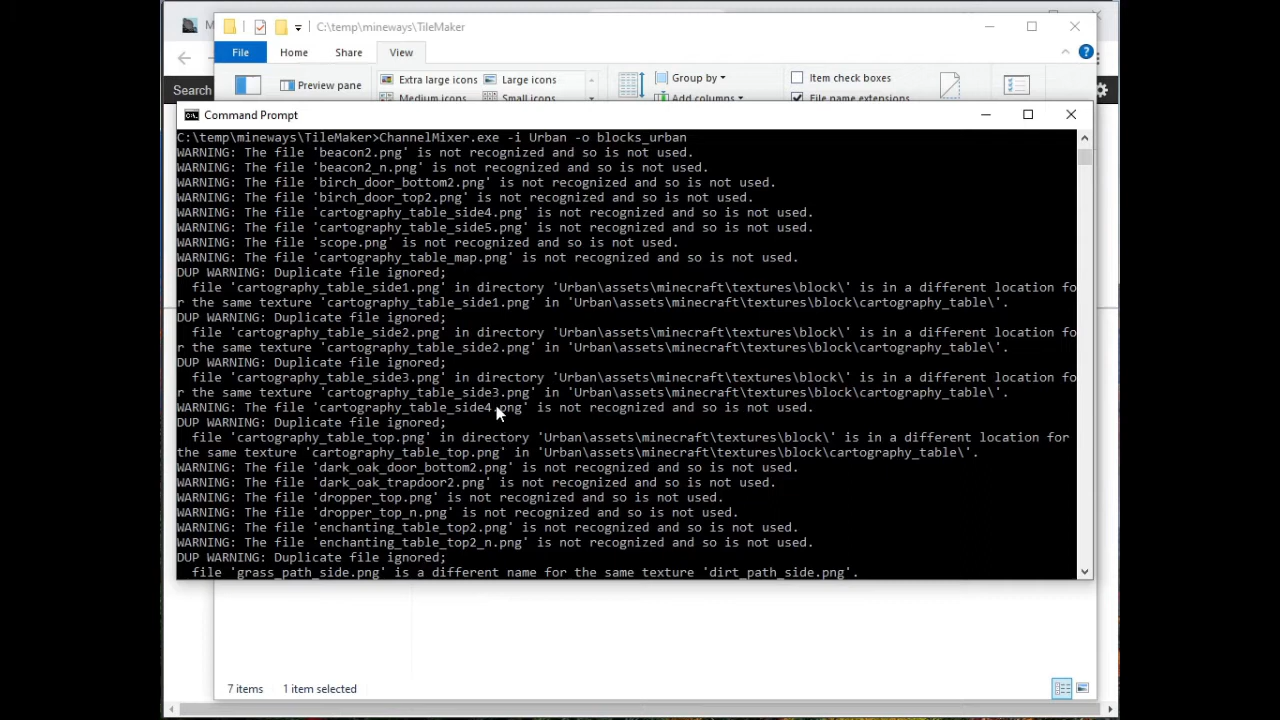 M
C:\temp\mineways\TileMaker
File Home Share View
Search
Preview pane
Extra large icons Large icons
Medium icons Small icons
Group by
Add columns
Item check boxes
File name extensions
Command Prompt
C:\temp\mineways\TileMaker>ChannelMixer.exe -i Urban -o blocks_urban
WARNING: The file 'beacon2.png' is not recognized and so is not used.
WARNING: The file 'beacon2_n.png' is not recognized and so is not used.
WARNING: The file 'birch_door_bottom2.png' is not recognized and so is not used.
WARNING: The file 'birch_door_top2.png' is not recognized and so is not used.
WARNING: The file 'cartography_table_side4.png' is not recognized and so is not used.
WARNING: The file 'cartography_table_side5.png' is not recognized and so is not used.
WARNING: The file 'scope.png' is not recognized and so is not used.
WARNING: The file 'cartography_table_map.png' is not recognized and so is not used.
DUP WARNING: Duplicate file ignored;
file 'cartography_table_side1.png' in directory 'Urban\assets\minecraft\textures\block\' is in a different location fo
r the same texture 'cartography_table_side1.png' in 'Urban\assets\minecraft\textures\block\cartography_table\'.
DUP WARNING: Duplicate file ignored;
file 'cartography_table_side2.png' in directory 'Urban\assets\minecraft\textures\block\' is in a different location fo
r the same texture 'cartography_table_side2.png' in 'Urban\assets\minecraft\textures\block\cartography_table\'.
DUP WARNING: Duplicate file ignored;
file 'cartography_table_side3.png' in directory 'Urban\assets\minecraft\textures\block\' is in a different location fo
r the same texture 'cartography_table_side3.png' in 'Urban\assets\minecraft\textures\block\cartography_table\'.
WARNING: The file 'cartography_table_side4.png' is not recognized and so is not used.
DUP WARNING: Duplicate file ignored;
file 'cartography_table_top.png' in directory 'Urban\assets\minecraft\textures\block\' is in a different location for
the same texture 'cartography_table_top.png' in 'Urban\assets\minecraft\textures\block\cartography_table\'.
WARNING: The file 'dark_oak_door_bottom2.png' is not recognized and so is not used.
WARNING: The file 'dark_oak_trapdoor2.png' is not recognized and so is not used.
WARNING: The file 'dropper_top.png' is not recognized and so is not used.
WARNING: The file 'dropper_top_n.png' is not recognized and so is not used.
WARNING: The file 'enchanting_table_top2.png' is not recognized and so is not used.
WARNING: The file 'enchanting_table_top2_n.png' is not recognized and so is not used.
DUP WARNING: Duplicate file ignored;
file 'grass_path_side.png' is a different name for the same texture 'dirt_path_side.png'.
7 items 1 item selected